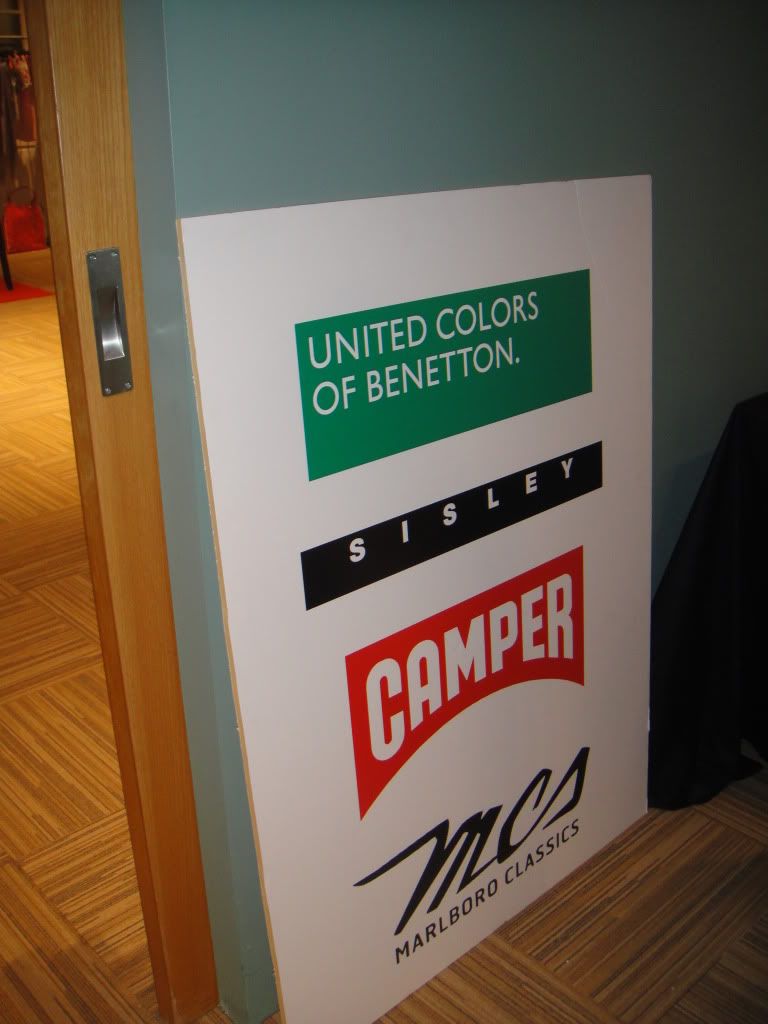 UNITED COLORS
OF BENETTON.
SISLEY
CAMPER
mcs
MARLBORO CLASSICS